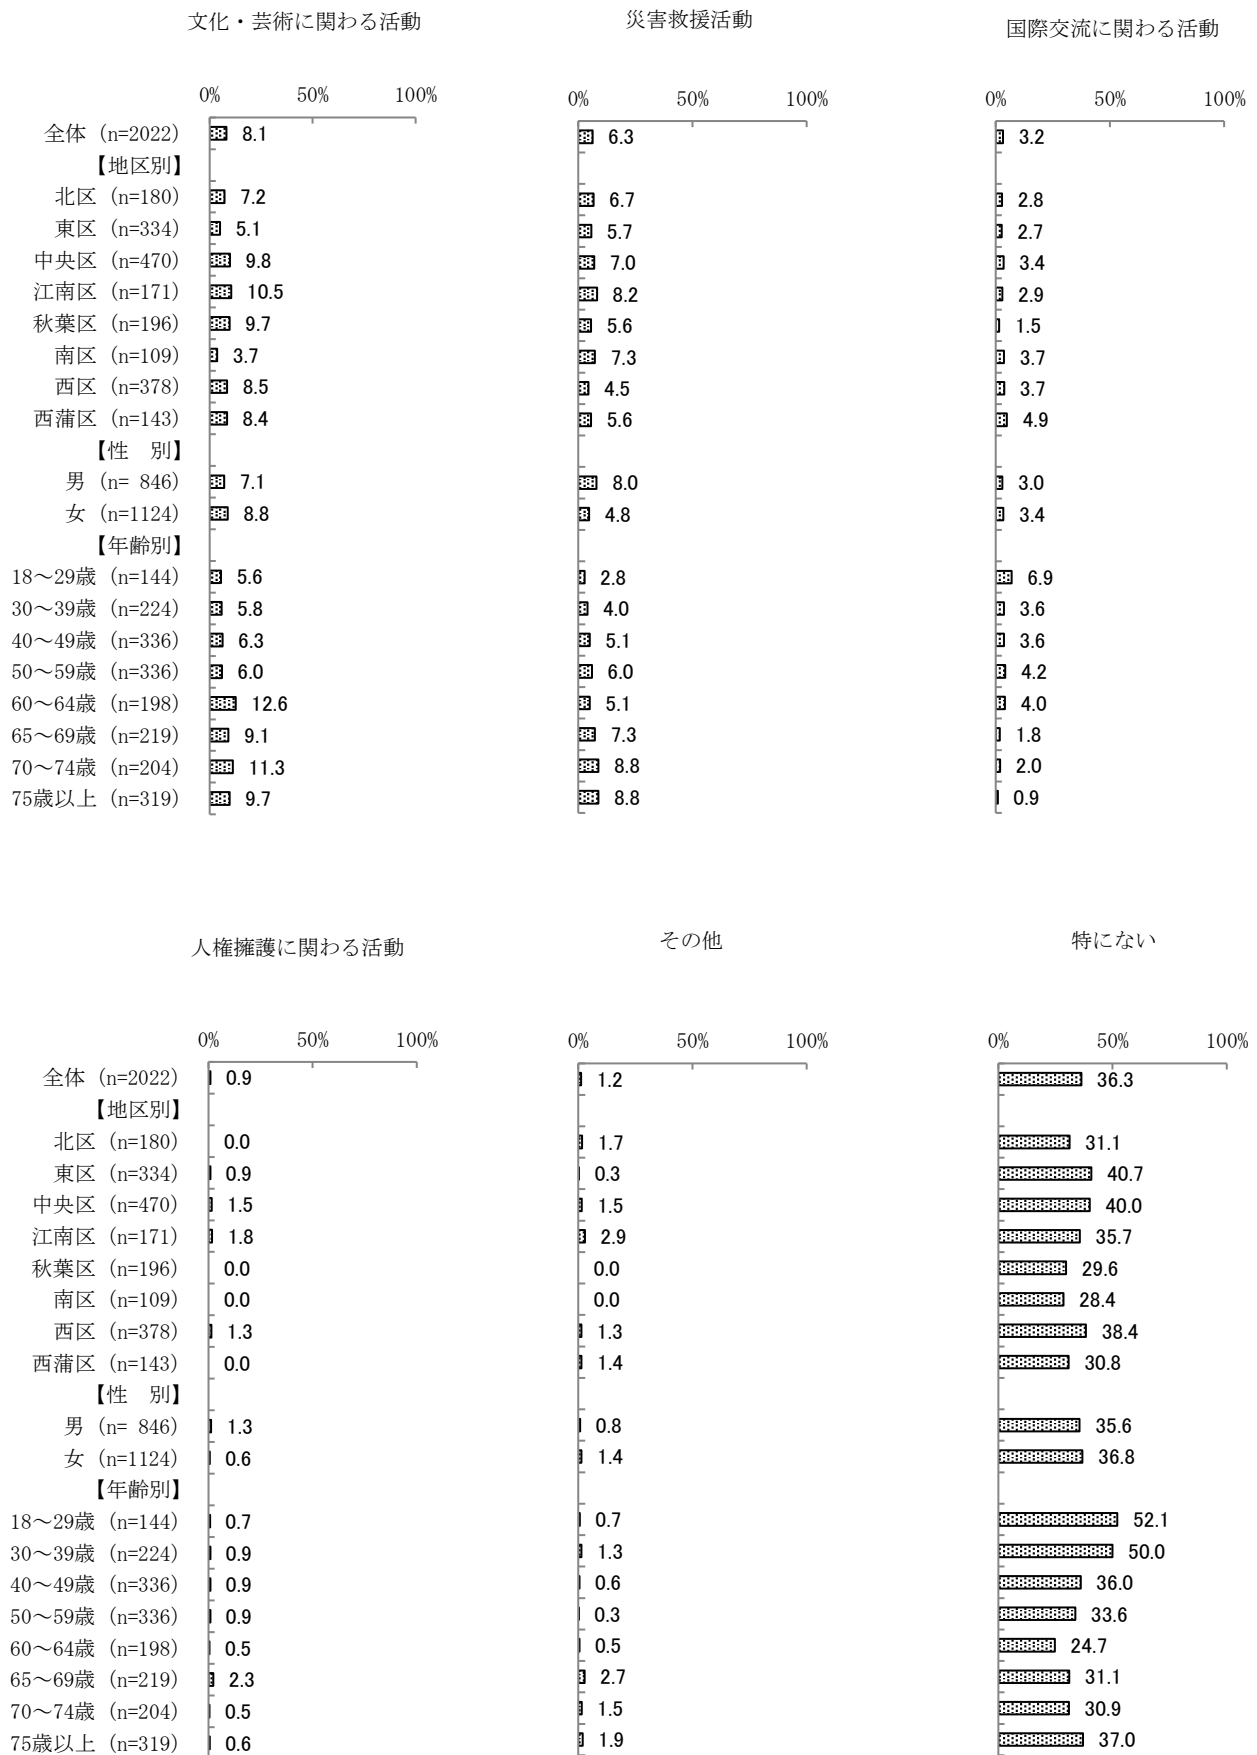 文化・芸術に関わる活動 災害救援活動 国際交流に関わる活動
0% 50% 100% 0% 50% 100% 0% 50% 100%
全体 (n=2022) 8.1 6.3 3.2
【地区別】
北区 (n=180) 7.2 6.7 2.8
東区 (n=334) 5.1 5.7 2.7
中央区 (n=470) 9.8 7.0 3.4
江南区 (n=171) 10.5 8.2 2.9
秋葉区 (n=196) 9.7 5.6 1.5
南区 (n=109) 3.7 7.3 3.7
西区 (n=378) 8.5 4.5 3.7
西蒲区 (n=143) 8.4 5.6 4.9
【性　別】
男 (n= 846) 7.1 8.0 3.0
女 (n=1124) 8.8 4.8 3.4
【年齢別】
18～29歳 (n=144) 5.6 2.8 6.9
30～39歳 (n=224) 5.8 4.0 3.6
40～49歳 (n=336) 6.3 5.1 3.6
50～59歳 (n=336) 6.0 6.0 4.2
60～64歳 (n=198) 12.6 5.1 4.0
65～69歳 (n=219) 9.1 7.3 1.8
70～74歳 (n=204) 11.3 8.8 2.0
75歳以上 (n=319) 9.7 8.8 0.9
人権擁護に関わる活動 その他 特にない
0% 50% 100% 0% 50% 100% 0% 50% 100%
全体 (n=2022) 0.9 1.2 36.3
【地区別】
北区 (n=180) 0.0 1.7 31.1
東区 (n=334) 0.9 0.3 40.7
中央区 (n=470) 1.5 1.5 40.0
江南区 (n=171) 1.8 2.9 35.7
秋葉区 (n=196) 0.0 0.0 29.6
南区 (n=109) 0.0 0.0 28.4
西区 (n=378) 1.3 1.3 38.4
西蒲区 (n=143) 0.0 1.4 30.8
【性　別】
男 (n= 846) 1.3 0.8 35.6
女 (n=1124) 0.6 1.4 36.8
【年齢別】
18～29歳 (n=144) 0.7 0.7 52.1
30～39歳 (n=224) 0.9 1.3 50.0
40～49歳 (n=336) 0.9 0.6 36.0
50～59歳 (n=336) 0.9 0.3 33.6
60～64歳 (n=198) 0.5 0.5 24.7
65～69歳 (n=219) 2.3 2.7 31.1
70～74歳 (n=204) 0.5 1.5 30.9
75歳以上 (n=319) 0.6 1.9 37.0